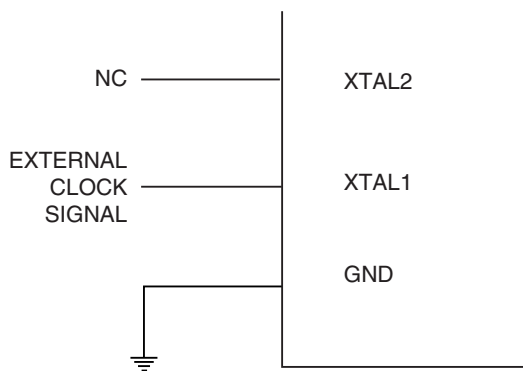 NC
XTAL2
EXTERNAL
CLOCK
SIGNAL
XTAL1
GND